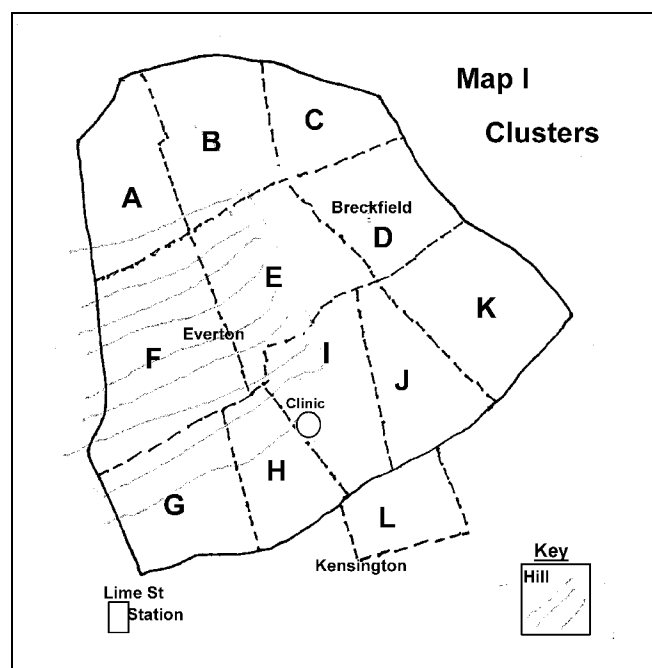 Map I
Clusters
A
B
C
Breckfield
D
E
K
Everton
F
I
J
Clinic
H
G
L
Kensington
Lime St
Station
Key
Hill